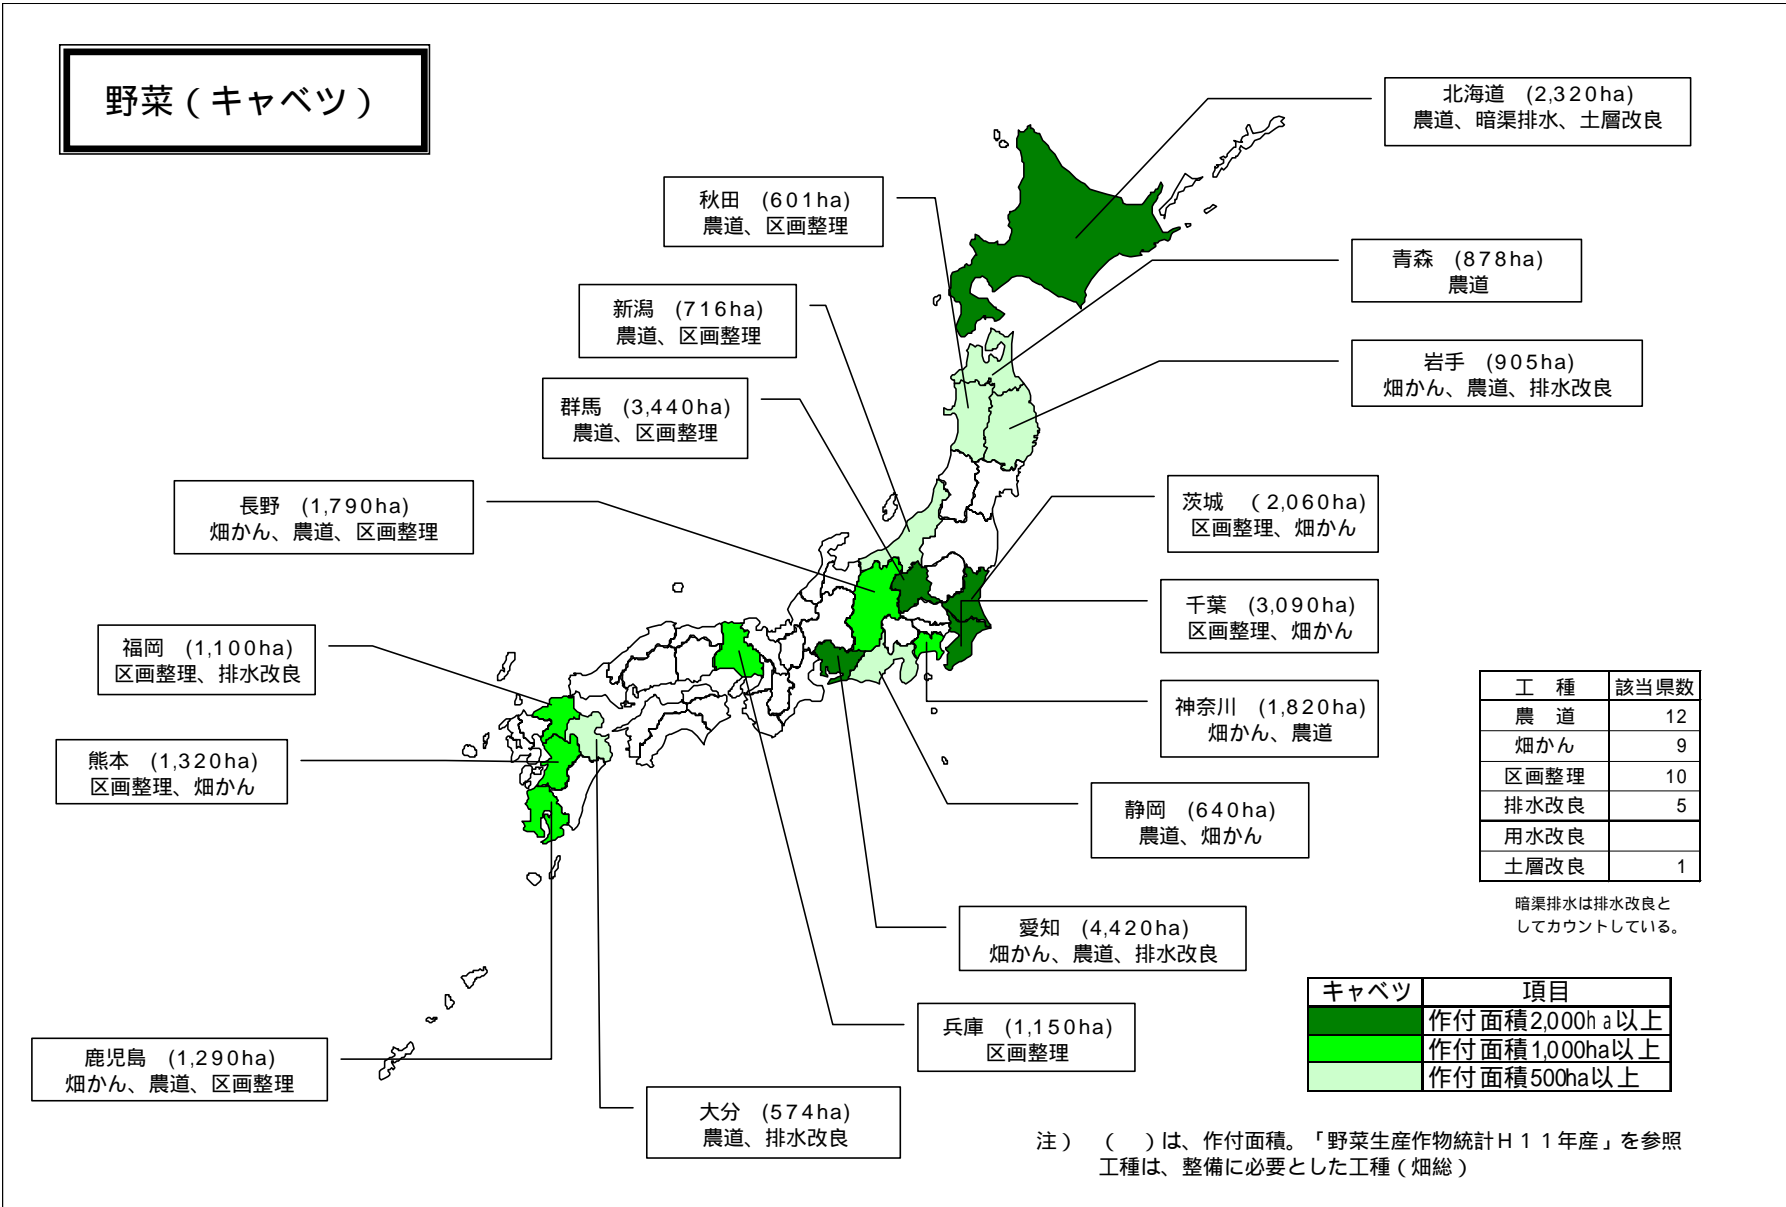 野菜（キャベツ）
北海道　(2,320ha)
農道、暗渠排水、土層改良
秋田　(601ha)
農道、区画整理
青森　(878ha)
農道
新潟　(716ha)
農道、区画整理
岩手　(905ha)
畑かん、農道、排水改良
群馬　(3,440ha)
農道、区画整理
長野　(1,790ha)
畑かん、農道、区画整理
茨城　（2,060ha)
区画整理、畑かん
千葉　(3,090ha)
区画整理、畑かん
福岡　(1,100ha)
区画整理、排水改良
神奈川　(1,820ha)
畑かん、農道
熊本　(1,320ha)
区画整理、畑かん
静岡　(640ha)
農道、畑かん
工　種　該当県数
農　道　12
畑かん　9
区画整理　10
排水改良　5
用水改良
土層改良　1
暗渠排水は排水改良と
してカウントしている。
愛知　(4,420ha)
畑かん、農道、排水改良
兵庫　(1,150ha)
区画整理
キャベツ　項目
作付面積2,000ha以上
作付面積1,000ha以上
作付面積500ha以上
鹿児島　(1,290ha)
畑かん、農道、区画整理
大分　(574ha)
農道、排水改良
注）　（　）は、作付面積。「野菜生産作物統計Ｈ１１年産」を参照
工種は、整備に必要とした工種（畑総）